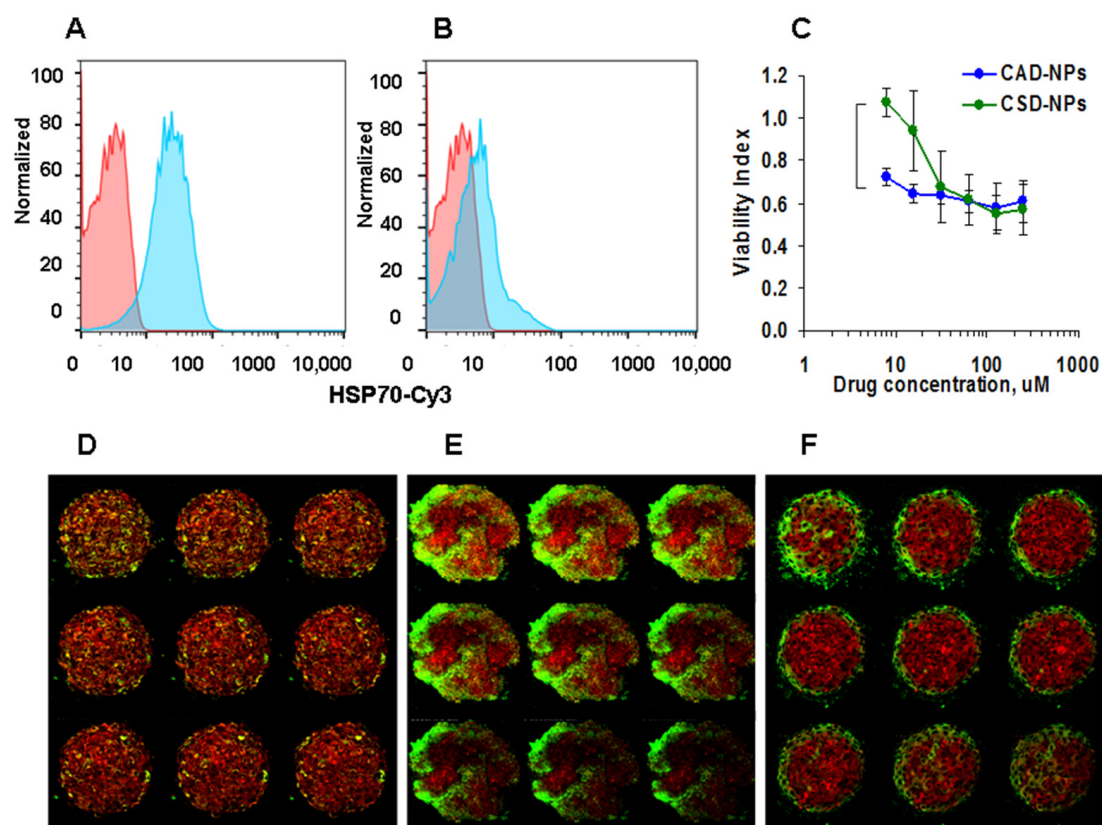 A
B
C
Normalized
100
80
60
40
20
0
0 10 100 1000 10,000
Normalized
100
80
60
40
20
0
0 10 100 1000 10,000
HSP70-Cy3
CAD-NPs
CSD-NPs
Viability Index
1.2
1.0
0.8
0.6
0.4
0.2
0.0
1 10 100 1000
Drug concentration, uM
D
E
F